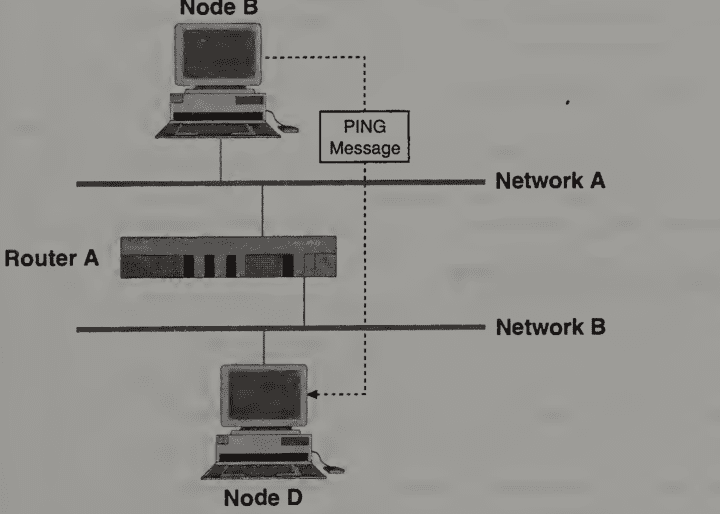 Node B
PING
Message
Network A
Router A
Network B
Node D